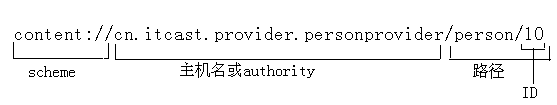 content://cn.itcast.provider.personprovider/person/10
scheme 主机名或authority 路径
ID